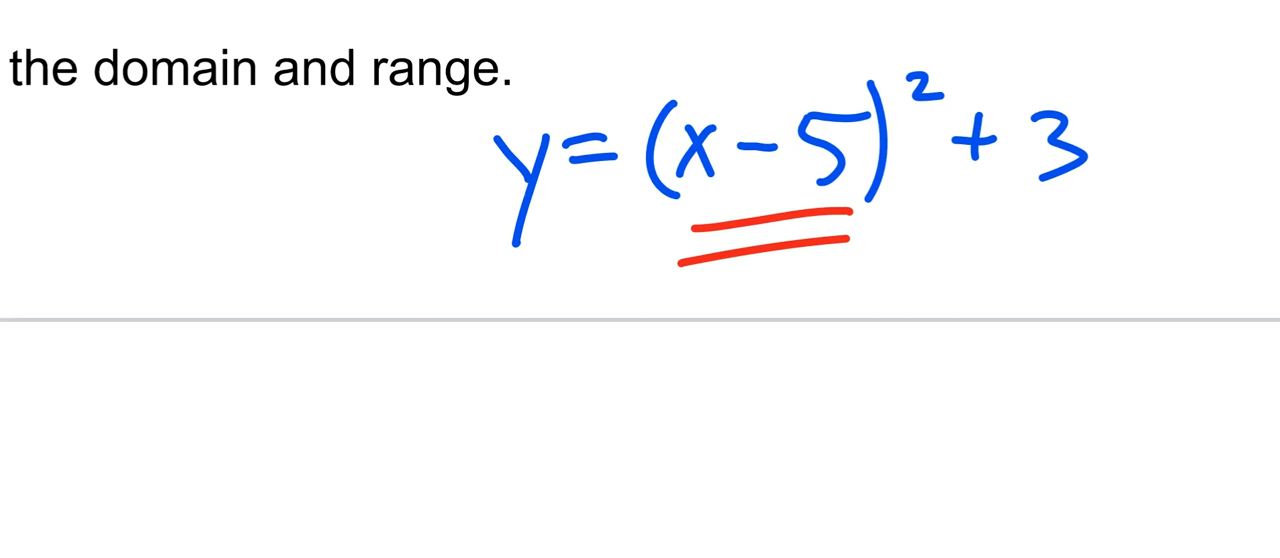 the domain and range.
y = (x - 5)² + 3